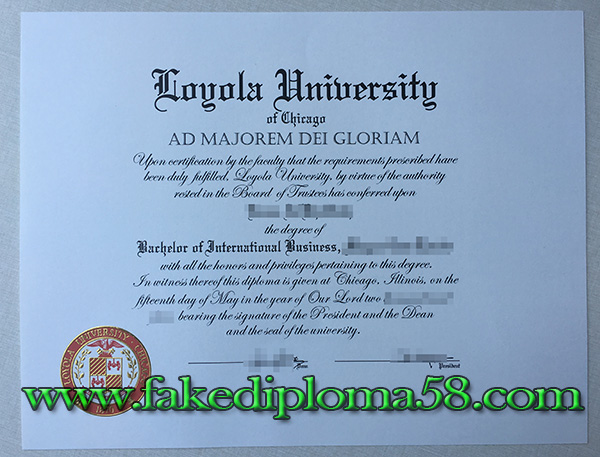 Loyola University
of Chicago
AD MAJOREM DEI GLORIAM
Upon certification by the faculty that the requirements prescribed have
been duly fulfilled, Loyola University, by virtue of the authority
rested in the Board of Trustees has conferred upon
the degree of
Bachelor of International Business,
with all the honors and privileges pertaining to this degree.
In witness thereof this diploma is given at Chicago, Illinois, on the
fifteenth day of May in the year of Our Lord two
bearing the signature of the President and the Dean
and the seal of the university.
Dean
President
LOYOLA UNIVERSITY
www.fakediploma58.com